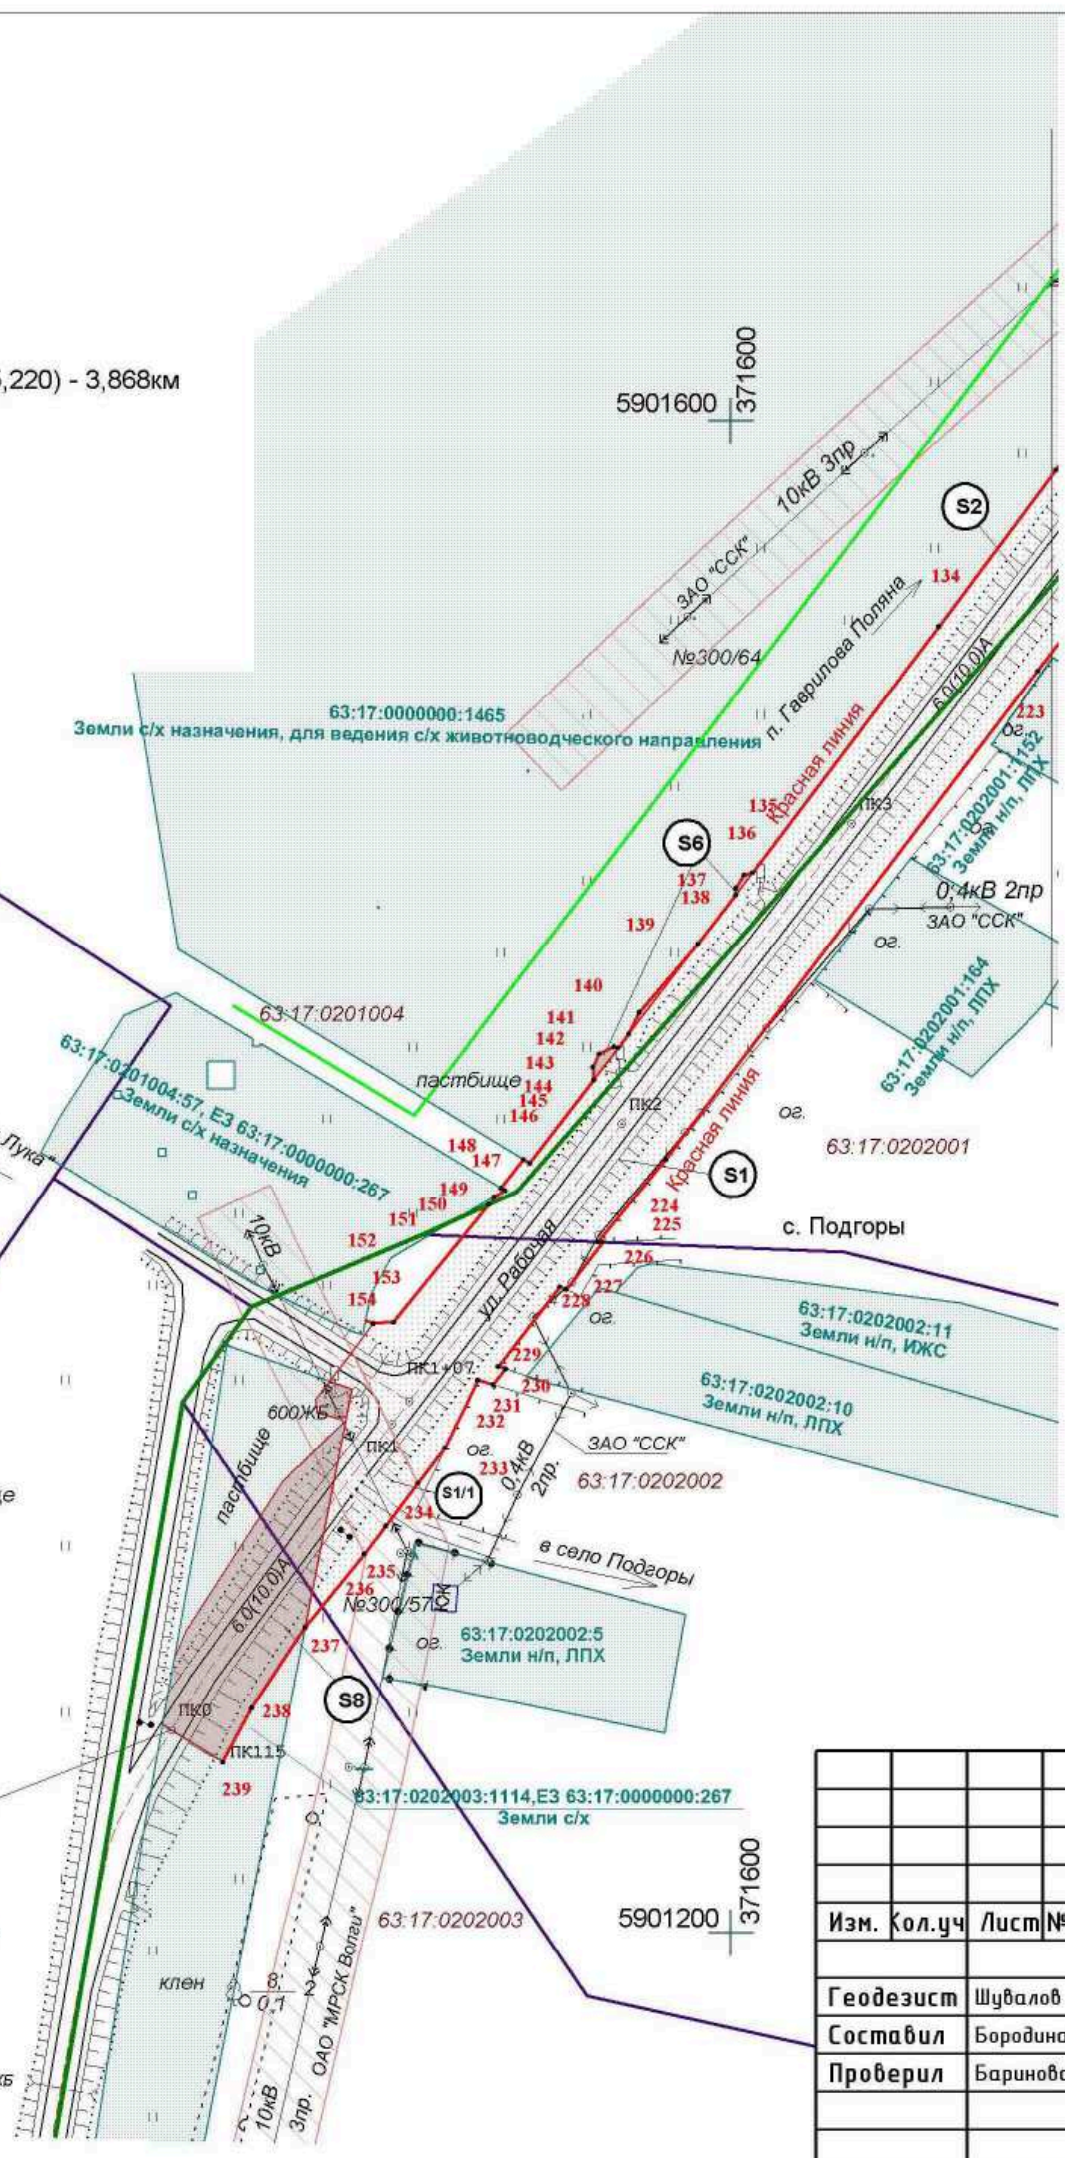 ,220) - 3,868км
5901600
371600
10кВ 3пр
S2
ЗАО "ССК"
134
№300/64
п. Гаврилова Поляна
6.0(10.0)А
63:17:0000000:1465
Земли с/х назначения, для ведения с/х животноводческого направления
223
ог.
Красная линия
63:17:0202001:1152
Земли н/п, ЛПХ
135
ПК3
136
ог.
S6
137
138
0,4кВ 2пр
ЗАО "ССК"
139
ог.
63:17:0202001:164
Земли н/п, ЛПХ
140
63:17:0201004
141
142
143
пастбище
144
145
146
63:17:0201004:57, ЕЗ 63:17:0000000:267
Земли с/х назначения
ПК2
ог.
Лука"
63:17:0202001
Красная линия
148
147
S1
149
150
151
224
152
225
с. Подгоры
10кВ
226
ул. Рабочая
153
227
154
228
ог.
63:17:0202002:11
Земли н/п, ИЖС
229
ПК1+07
230
63:17:0202002:10
Земли н/п, ЛПХ
231
600ЖБ
232
ПК1
ог.
ЗАО "ССК"
233
63:17:0202002
пастбище
0,4кВ
2пр.
S1/1
234
в село Подгоры
235
236
6.0(10.0)А
№300/57
КЖ
63:17:0202002:5
Земли н/п, ЛПХ
ог.
237
S8
ПК0
238
ПК115
239
63:17:0202003:1114,ЕЗ 63:17:0000000:267
Земли с/х
5901200
371600
63:17:0202003
клен
8
0.1
2
ОАО "МРСК Волги"
10кВ
3пр.
Изм.
Кол.уч
Лист
№
Геодезист Шувалов
Составил Бородина
Проверил Баринова